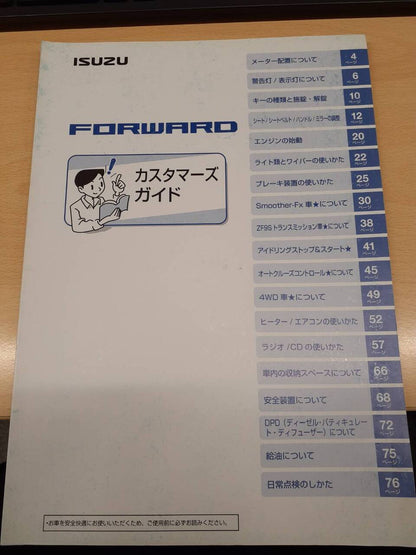 ISUZU
FORWARD
カスタマーズ
ガイド
メーター配置について 4 ページ
警告灯/表示灯について 6 ページ
キーの種類と施錠・解錠 10 ページ
シート/シートベルト/ハンドル/ミラーの調整 12 ページ
エンジンの始動 20 ページ
ライト類とワイパーの使いかた 22 ページ
ブレーキ装置の使いかた 25 ページ
Smoother-Fx 車★について 30 ページ
ZF9S トランスミッション車★について 38 ページ
アイドリングストップ&スタート★ 41 ページ
オートクルーズコントロール★について 45 ページ
4WD 車★について 49 ページ
ヒーター/エアコンの使いかた 52 ページ
ラジオ/CD の使いかた 57 ページ
車内の収納スペースについて 66 ページ
安全装置について 68 ページ
DPD（ディーゼル・パティキュレー
ト・ディフューザー）について 72 ページ
給油について 75 ページ
日常点検のしかた 76 ページ
・お車を安全快適にお使いいただくため、ご使用前に必ずお読みください。